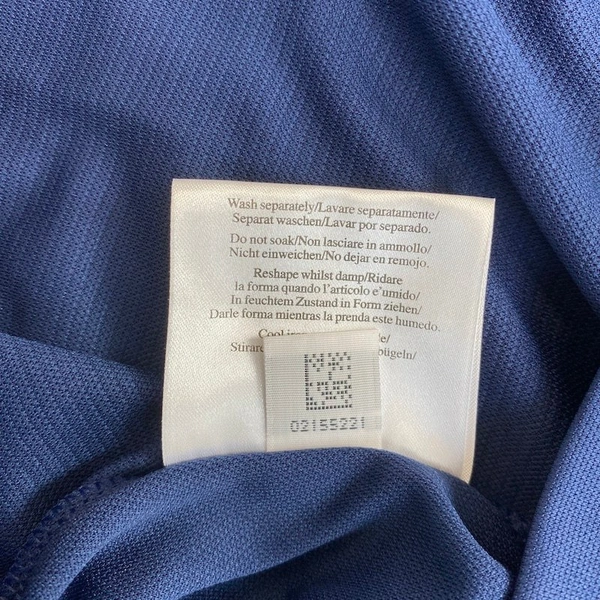 Wash separately/Lavare separatamente/
Separat waschen/Lavar por separado.
Do not soak/Non lasciare in ammollo/
Nicht einweichen/No dejar en remojo.
Reshape whilst damp/Ridare
la forma quando l'articolo e'umido/
In feuchtem Zustand in Form ziehen/
Darle forma mientras la prenda este humedo.
Cool
Stirare bügeln/
02155221